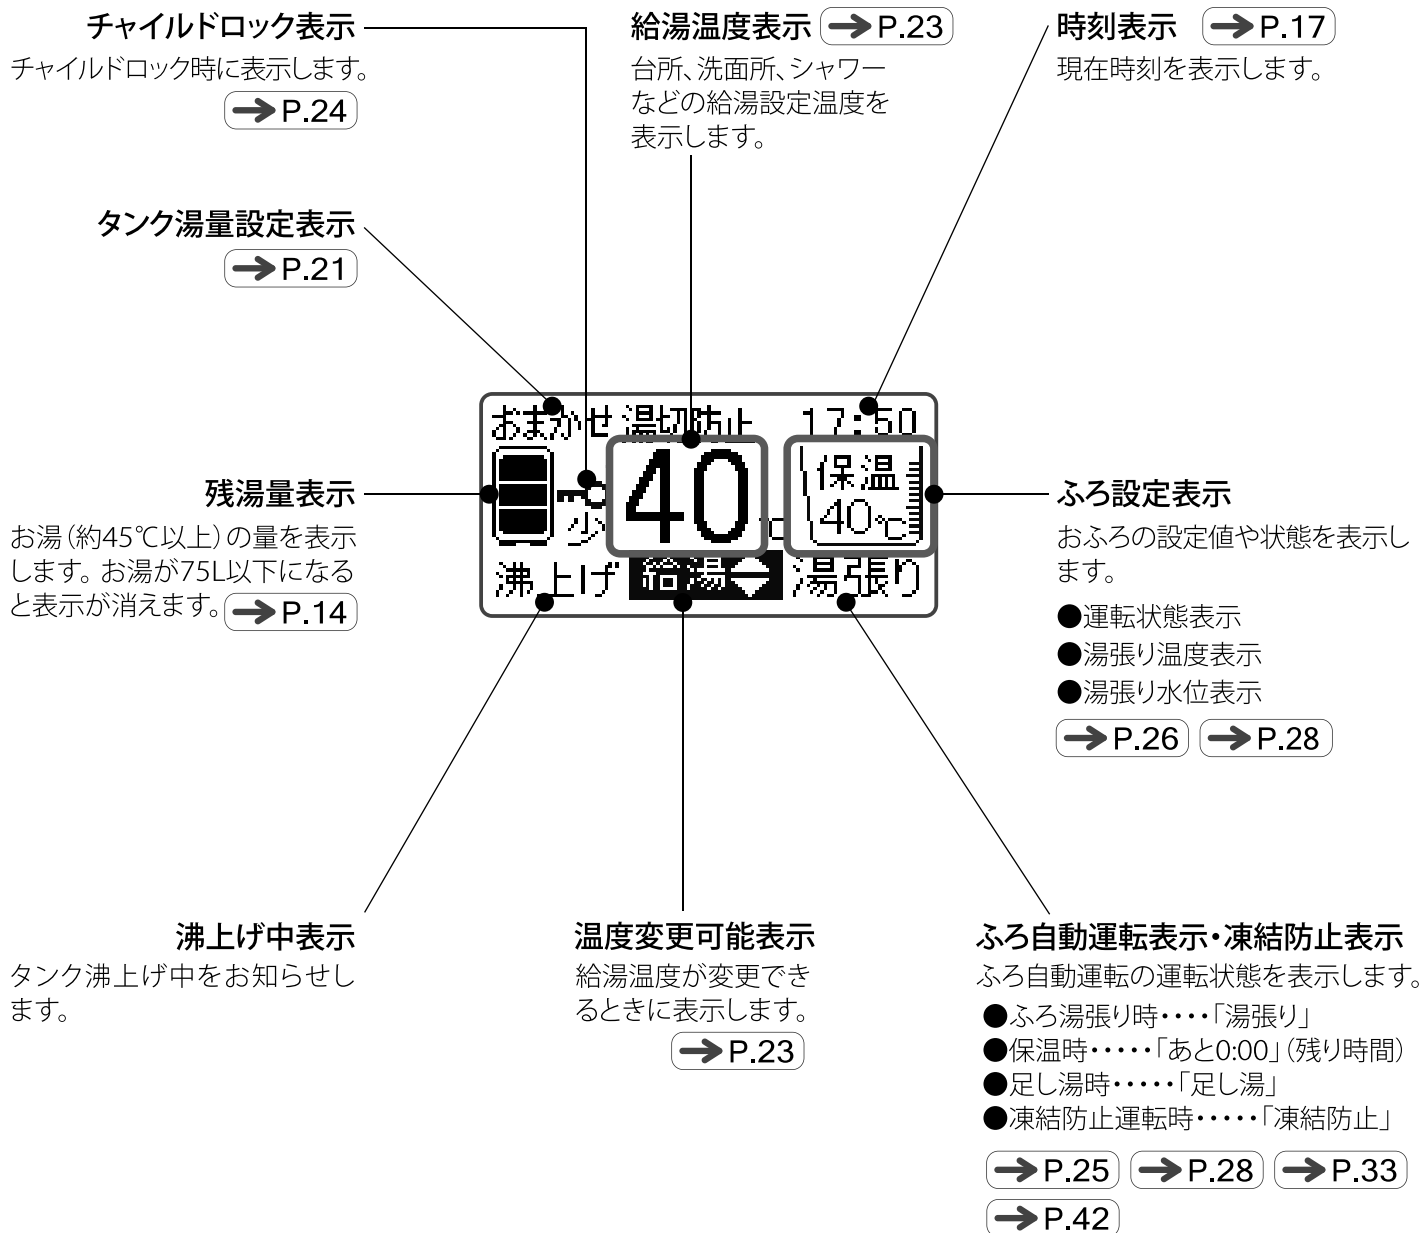 チャイルドロック表示
チャイルドロック時に表示します。
→P.24
給湯温度表示 →P.23
台所、洗面所、シャワー
などの給湯設定温度を
表示します。
時刻表示 →P.17
現在時刻を表示します。
タンク湯量設定表示
→P.21
おまかせ 湯切防止 17:50
保温
40 
少
℃
40℃
沸上げ 給湯 湯張り
残湯量表示
お湯(約45℃以上)の量を表示
します。お湯が75L以下になる
と表示が消えます。→P.14
ふろ設定表示
おふろの設定値や状態を表示し
ます。
●運転状態表示
●湯張り温度表示
●湯張り水位表示
→P.26 →P.28
沸上げ中表示
タンク沸上げ中をお知らせし
ます。
温度変更可能表示
給湯温度が変更でき
るときに表示します。
→P.23
ふろ自動運転表示・凍結防止表示
ふろ自動運転の運転状態を表示します。
●ふろ湯張り時・・・・「湯張り」
●保温時・・・・・「あと0:00」(残り時間)
●足し湯時・・・・・「足し湯」
●凍結防止運転時・・・・・「凍結防止」
→P.25 →P.28 →P.33
→P.42